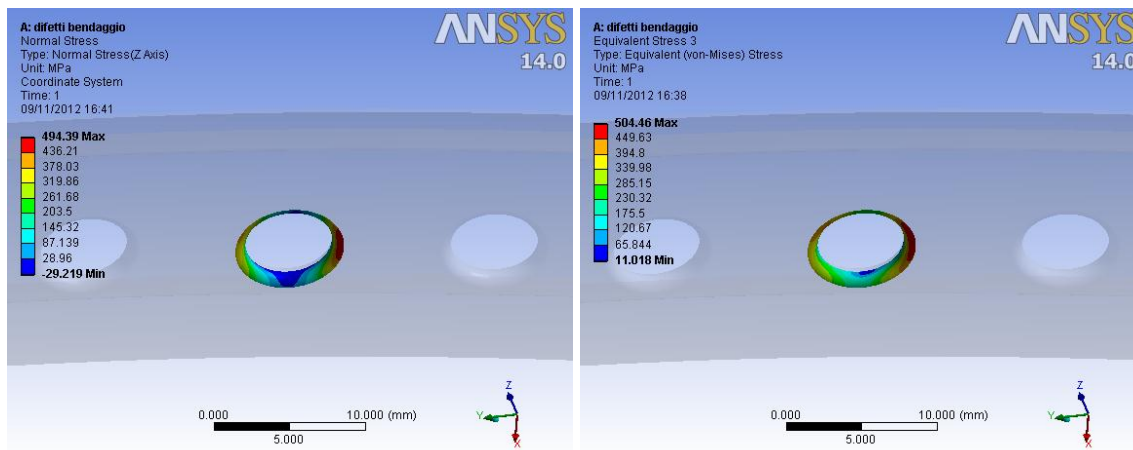 A: difetti bendaggio
Normal Stress
Type: Normal Stress(Z Axis)
Unit: MPa
Coordinate System
Time: 1
09/11/2012 16:41
494.39 Max
436.21
378.03
319.86
261.68
203.5
145.32
87.139
28.96
-29.219 Min
ANSYS
14.0
0.000
10.000 (mm)
5.000
Z
Y
X
A: difetti bendaggio
Equivalent Stress 3
Type: Equivalent (von-Mises) Stress
Unit: MPa
Time: 1
09/11/2012 16:38
504.46 Max
449.63
394.8
339.98
285.15
230.32
175.5
120.67
65.844
11.018 Min
ANSYS
14.0
0.000
10.000 (mm)
5.000
Z
Y
X